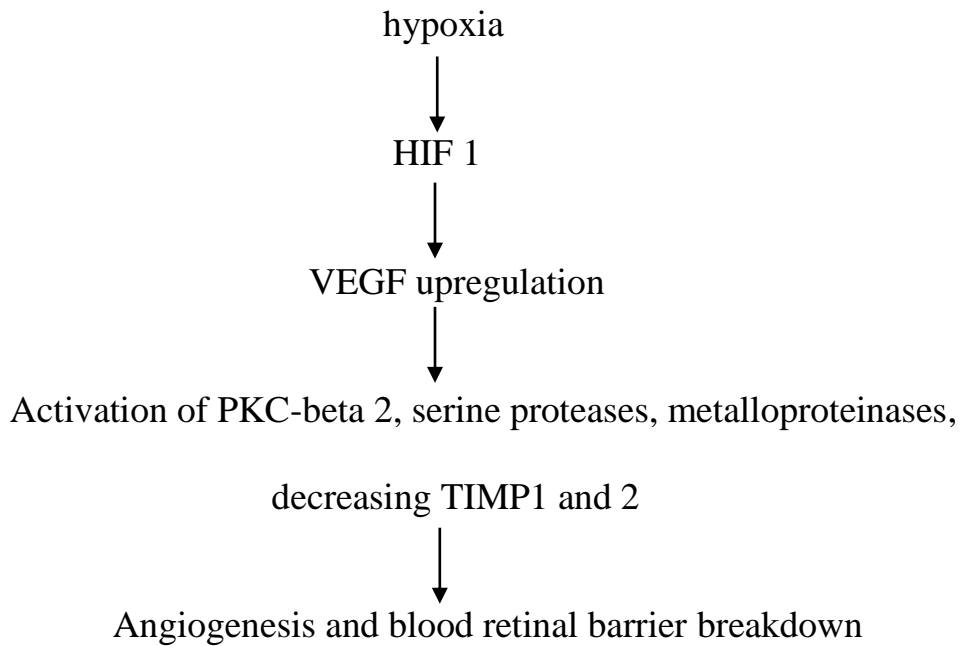 hypoxia
HIF 1
VEGF upregulation
Activation of PKC-beta 2, serine proteases, metalloproteinases,
decreasing TIMP1 and 2
Angiogenesis and blood retinal barrier breakdown